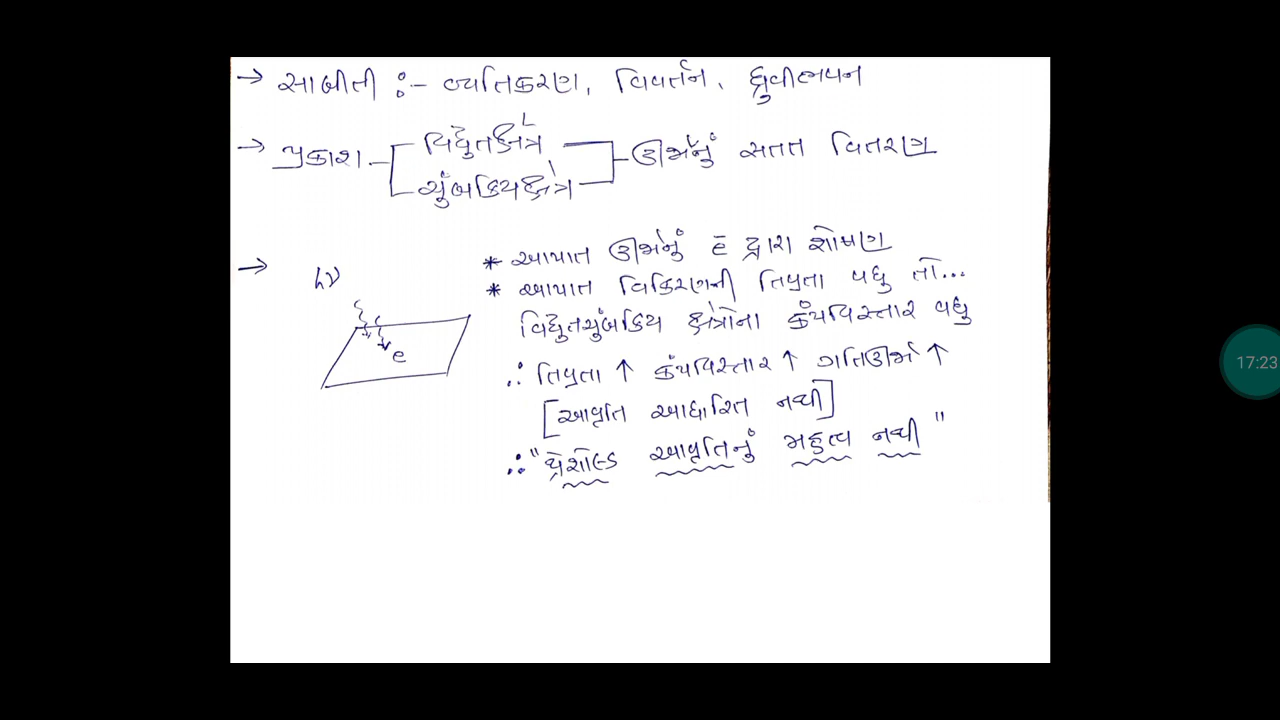 → સાબીતી :- વ્યતિકરણ, વિવર્તન, ધ્રુવીભવન
→ પ્રકાશ
વિદ્યુતક્ષેત્ર
ચુંબકિયક્ષેત્ર
ઊર્જાનું સતત વિતરણ
→ hν
e
* આપાત ઊર્જાનું ē દ્વારા શોષણ
* આપાત વિકિરણની તિવ્રતા વધુ તો...
વિદ્યુતચુંબકિય ક્ષેત્રોના કંપવિસ્તાર વધુ
∴ તિવ્રતા ↑ કંપવિસ્તાર ↑ ગતિઊર્જા ↑
[આવૃતિ આધારિત નથી]
∴ "થ્રેશોલ્ડ આવૃતિનું મહત્વ નથી"
17:23